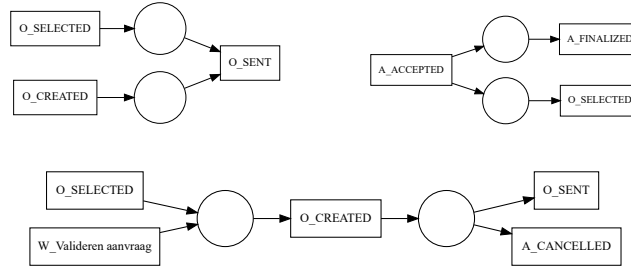 O_SELECTED
O_SENT
O_CREATED
A_FINALIZED
A_ACCEPTED
O_SELECTED
O_SELECTED
W_Valideren aanvraag
O_CREATED
O_SENT
A_CANCELLED